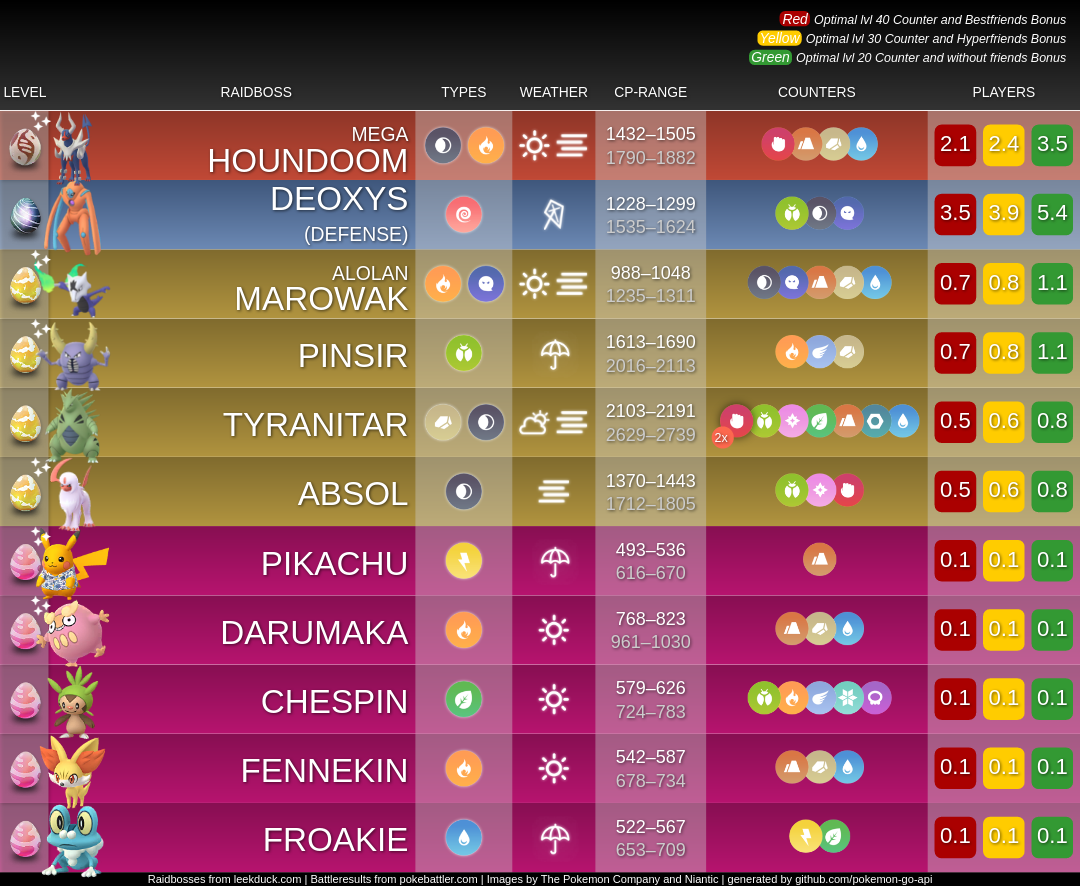 Red Optimal lvl 40 Counter and Bestfriends Bonus
Yellow Optimal lvl 30 Counter and Hyperfriends Bonus
Green Optimal lvl 20 Counter and without friends Bonus
LEVEL RAIDBOSS TYPES WEATHER CP-RANGE COUNTERS PLAYERS
MEGA
HOUNDOOM
1432–1505
1790–1882
2.1 2.4 3.5
DEOXYS
(DEFENSE)
1228–1299
1535–1624
3.5 3.9 5.4
ALOLAN
MAROWAK
988–1048
1235–1311
0.7 0.8 1.1
PINSIR
1613–1690
2016–2113
0.7 0.8 1.1
TYRANITAR
2103–2191
2629–2739
2x
0.5 0.6 0.8
ABSOL
1370–1443
1712–1805
0.5 0.6 0.8
PIKACHU
493–536
616–670
0.1 0.1 0.1
DARUMAKA
768–823
961–1030
0.1 0.1 0.1
CHESPIN
579–626
724–783
0.1 0.1 0.1
FENNEKIN
542–587
678–734
0.1 0.1 0.1
FROAKIE
522–567
653–709
0.1 0.1 0.1
Raidbosses from leekduck.com | Battleresults from pokebattler.com | Images by The Pokemon Company and Niantic | generated by github.com/pokemon-go-api